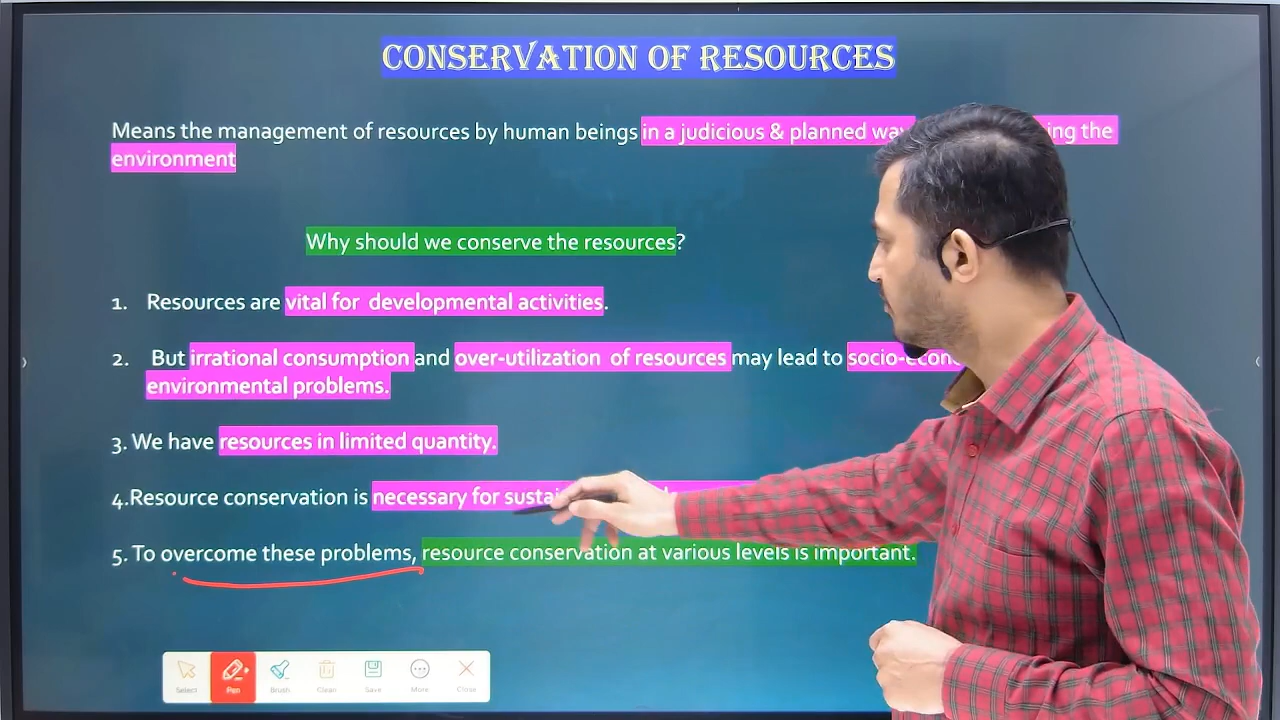 CONSERVATION OF RESOURCES
Means the management of resources by human beings in a judicious & planned way
environment
Why should we conserve the resources?
1. Resources are vital for developmental activities.
2. But irrational consumption and over-utilization of resources may lead to
environmental problems.
3. We have resources in limited quantity.
4.Resource conservation is necessary for
5. To overcome these problems, resource conservation at various levels is important.
Select Pen Brush Clean Save More Close